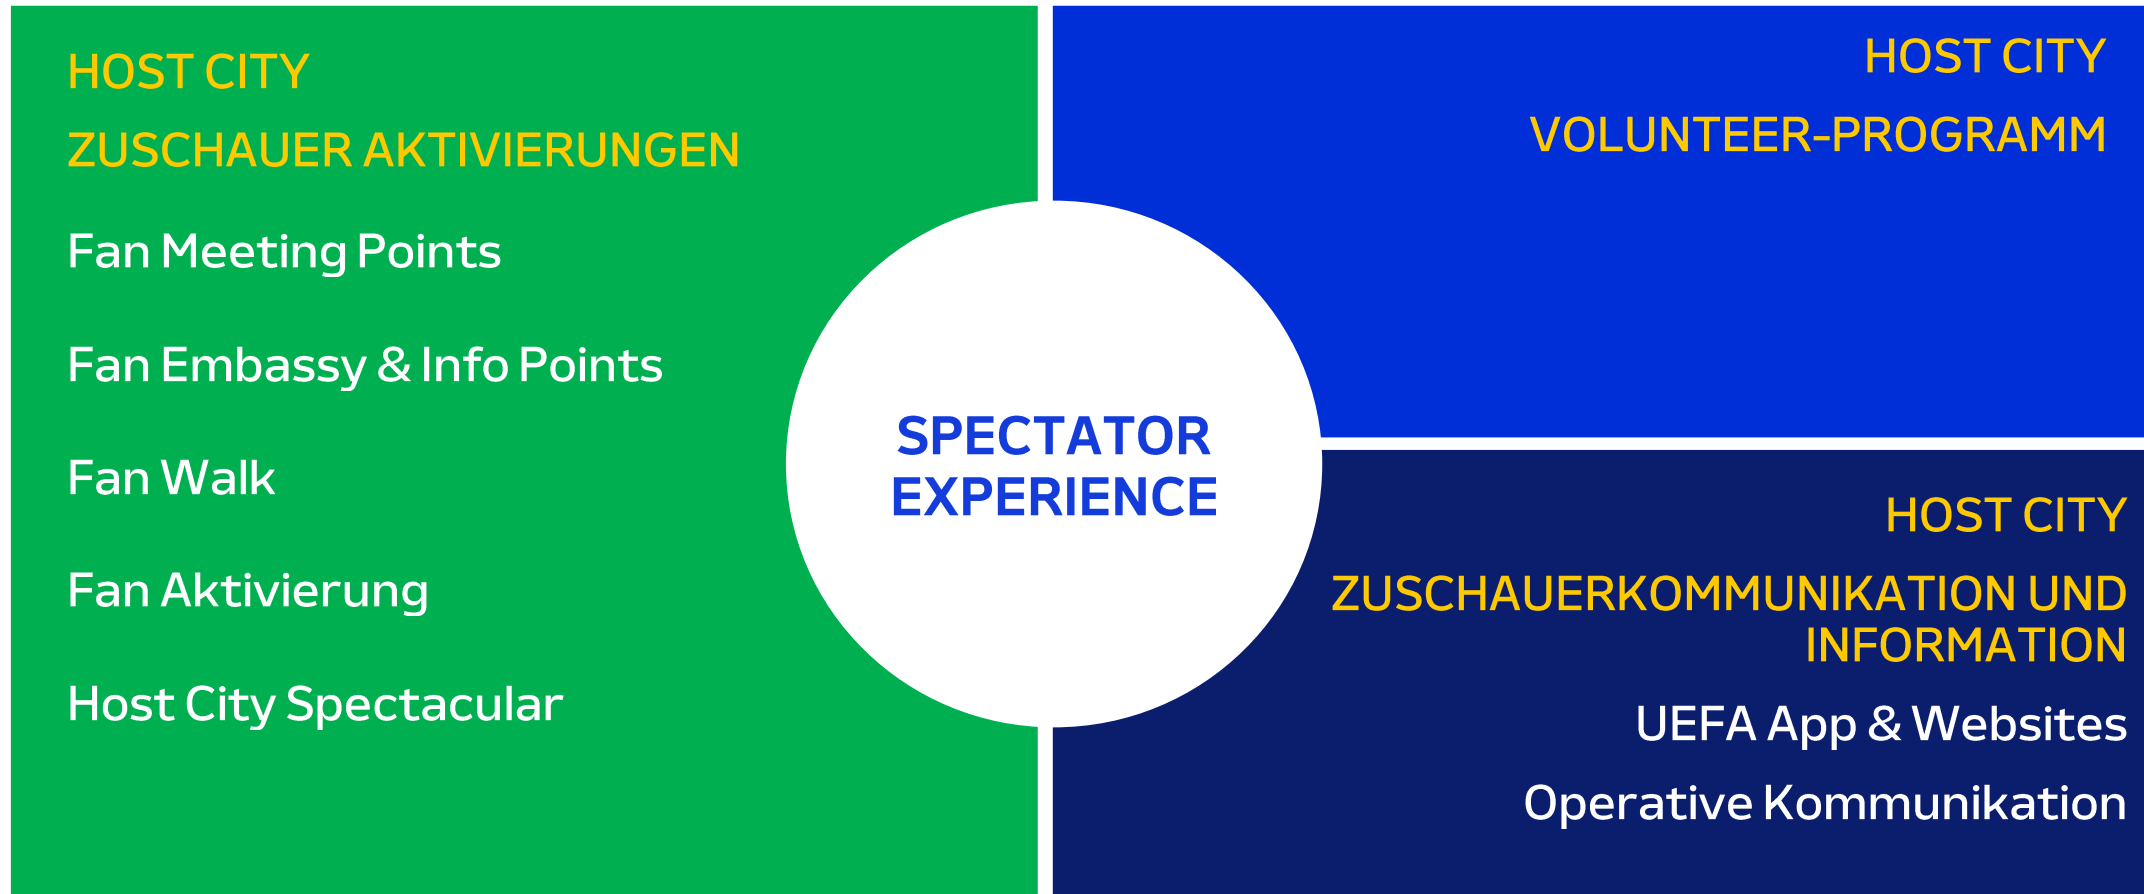 HOST CITY
ZUSCHAUER AKTIVIERUNGEN
Fan Meeting Points
Fan Embassy & Info Points
Fan Walk
Fan Aktivierung
Host City Spectacular
SPECTATOR
EXPERIENCE
HOST CITY
VOLUNTEER-PROGRAMM
HOST CITY
ZUSCHAUERKOMMUNIKATION UND
INFORMATION
UEFA App & Websites
Operative Kommunikation